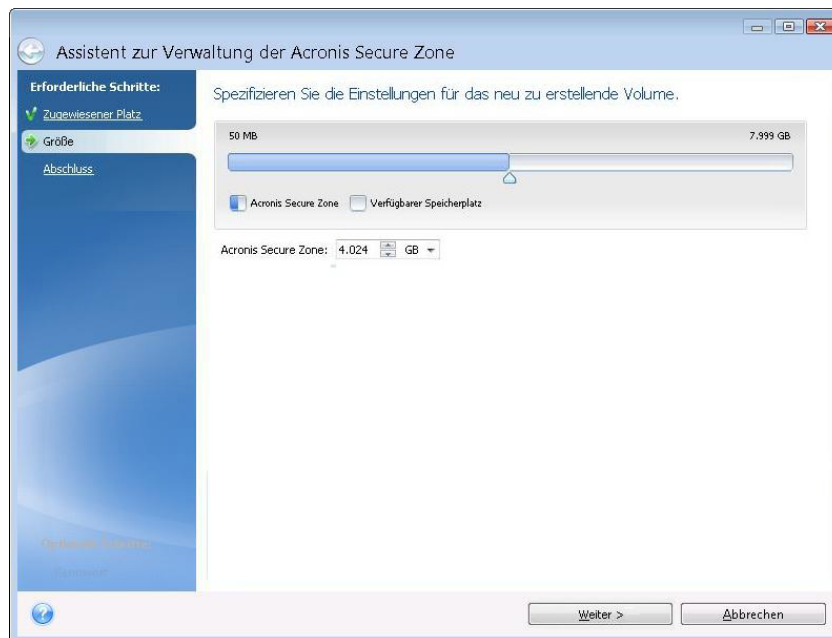 Assistent zur Verwaltung der Acronis Secure Zone
Erforderliche Schritte:
Zugewiesener Platz
Größe
Abschluss
Spezifizieren Sie die Einstellungen für das neu zu erstellende Volume.
50 MB 7.999 GB
Acronis Secure Zone Verfügbarer Speicherplatz
Acronis Secure Zone: 4.024 GB
Weiter > Abbrechen